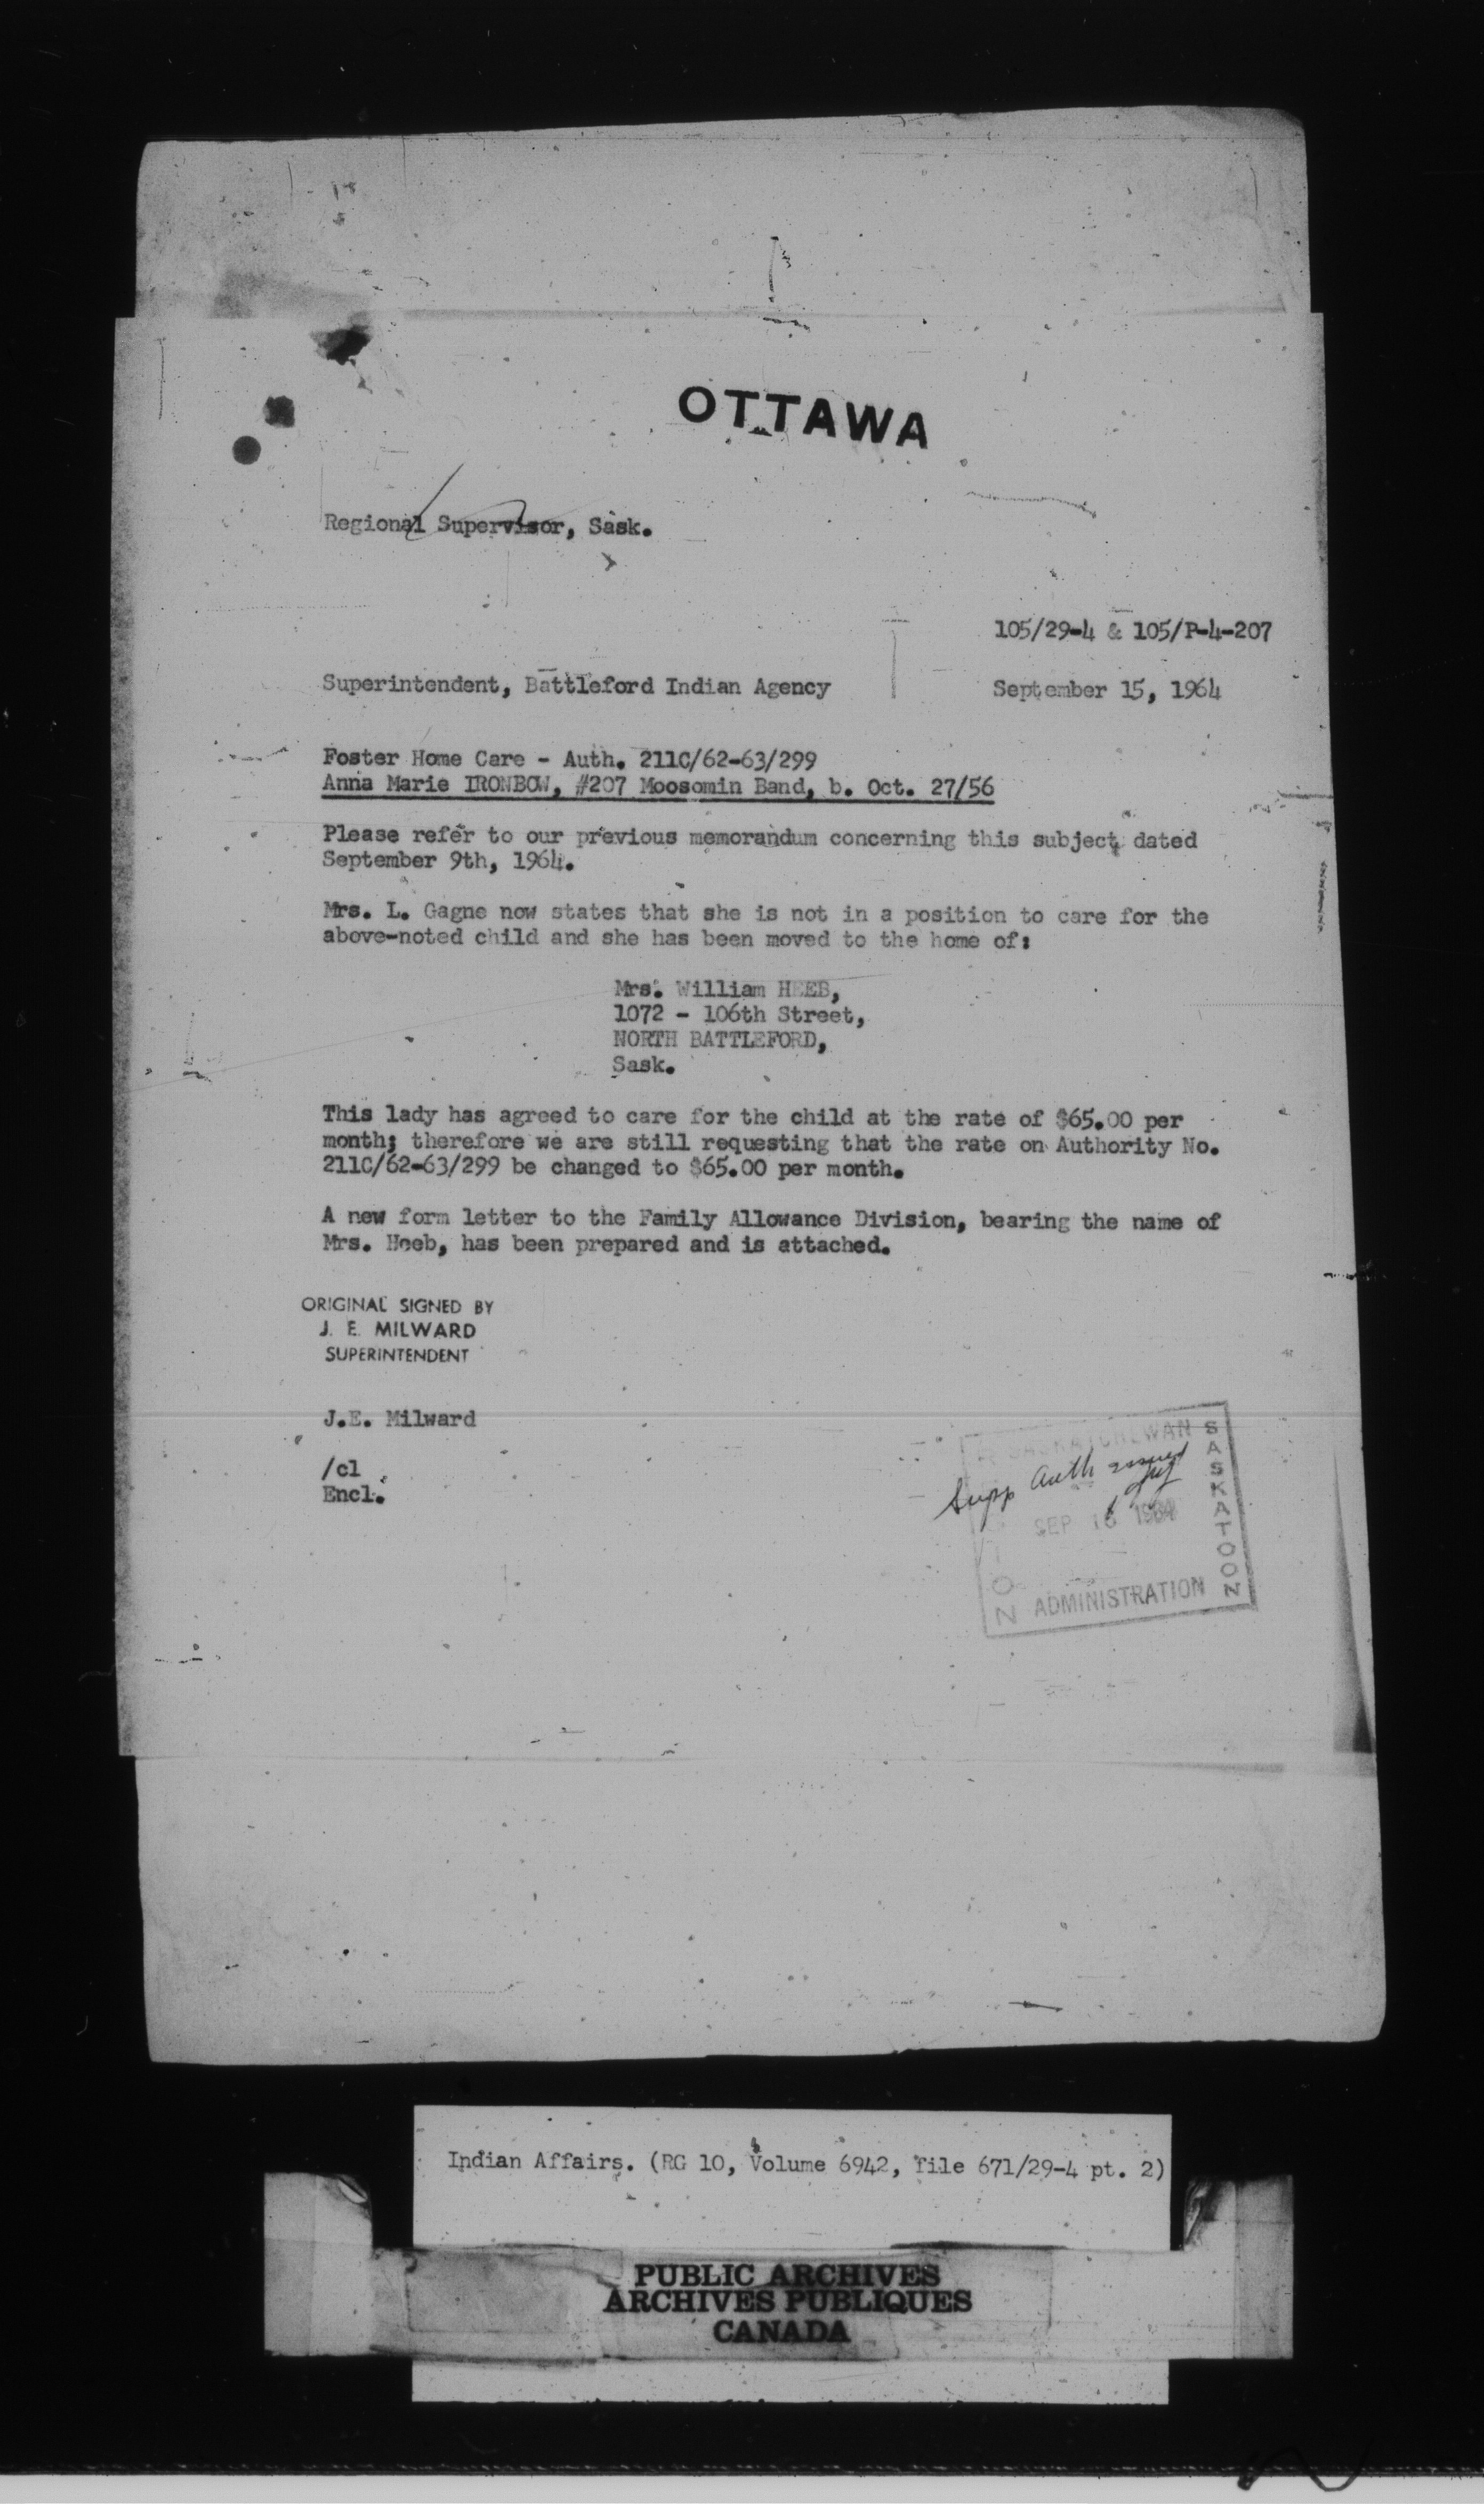 OTTAWA
Regional Supervisor, Sask.
105/29-4 & 105/P-4-207
Superintendent, Battleford Indian Agency
September 15, 1964
Foster Home Care - Auth. 211C/62-63/299
Anna Marie IRONBOW, #207 Moosomin Band, b. Oct. 27/56
Please refer to our previous memorandum concerning this subject dated
September 9th, 1964.
Mrs. L. Gagne now states that she is not in a position to care for the
above-noted child and she has been moved to the home of:
Mrs. William HEEB,
1072 - 106th Street,
NORTH BATTLEFORD,
Sask.
This lady has agreed to care for the child at the rate of $65.00 per
month; therefore we are still requesting that the rate on Authority No.
211C/62-63/299 be changed to $65.00 per month.
A new form letter to the Family Allowance Division, bearing the name of
Mrs. Heeb, has been prepared and is attached.
ORIGINAL SIGNED BY
J. E. MILWARD
SUPERINTENDENT
J.E. Milward
/cl
Encl.
SASKATCHEWAN
SASKATOON
Supp Auth issued
SEP 16 1964
ADMINISTRATION
Indian Affairs. (RG 10, Volume 6942, file 671/29-4 pt. 2)
PUBLIC ARCHIVES
ARCHIVES PUBLIQUES
CANADA